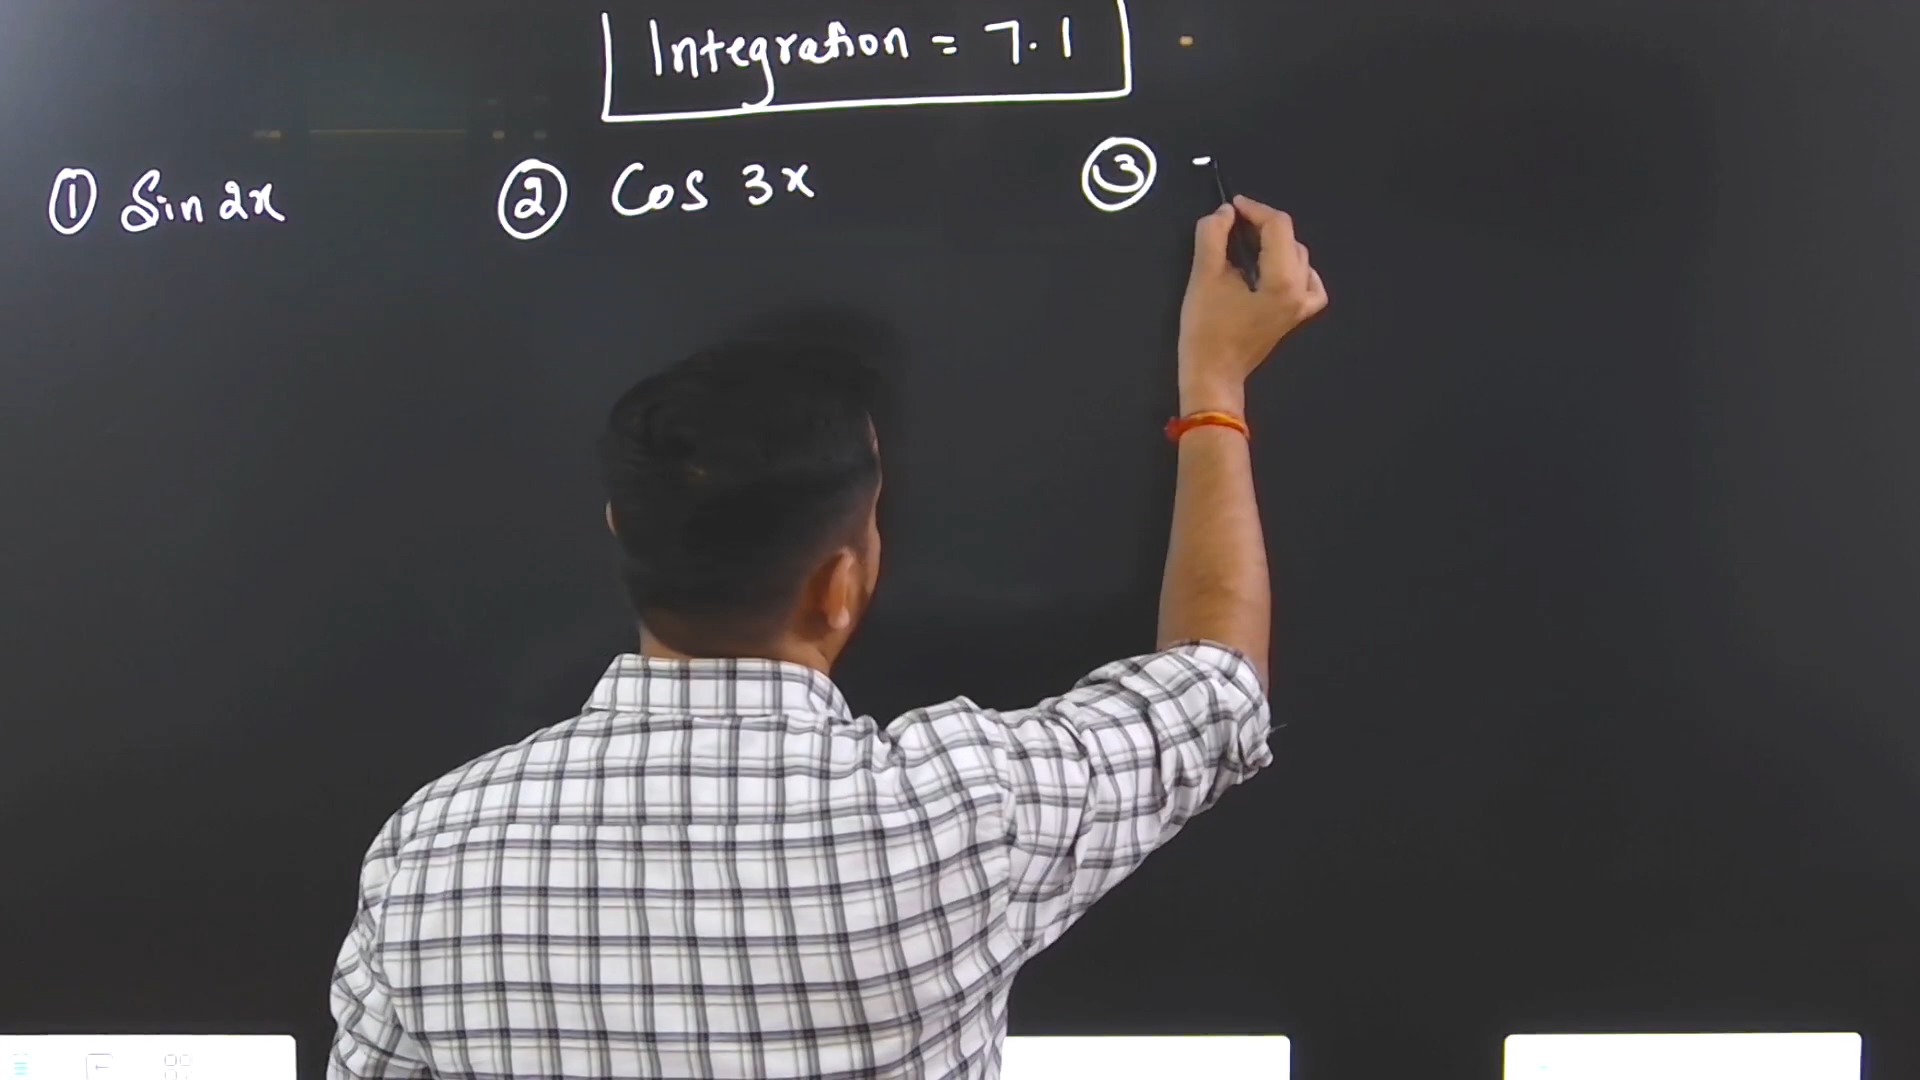 Integration = 7.1
① Sin 2x ② Cos 3x ③ -